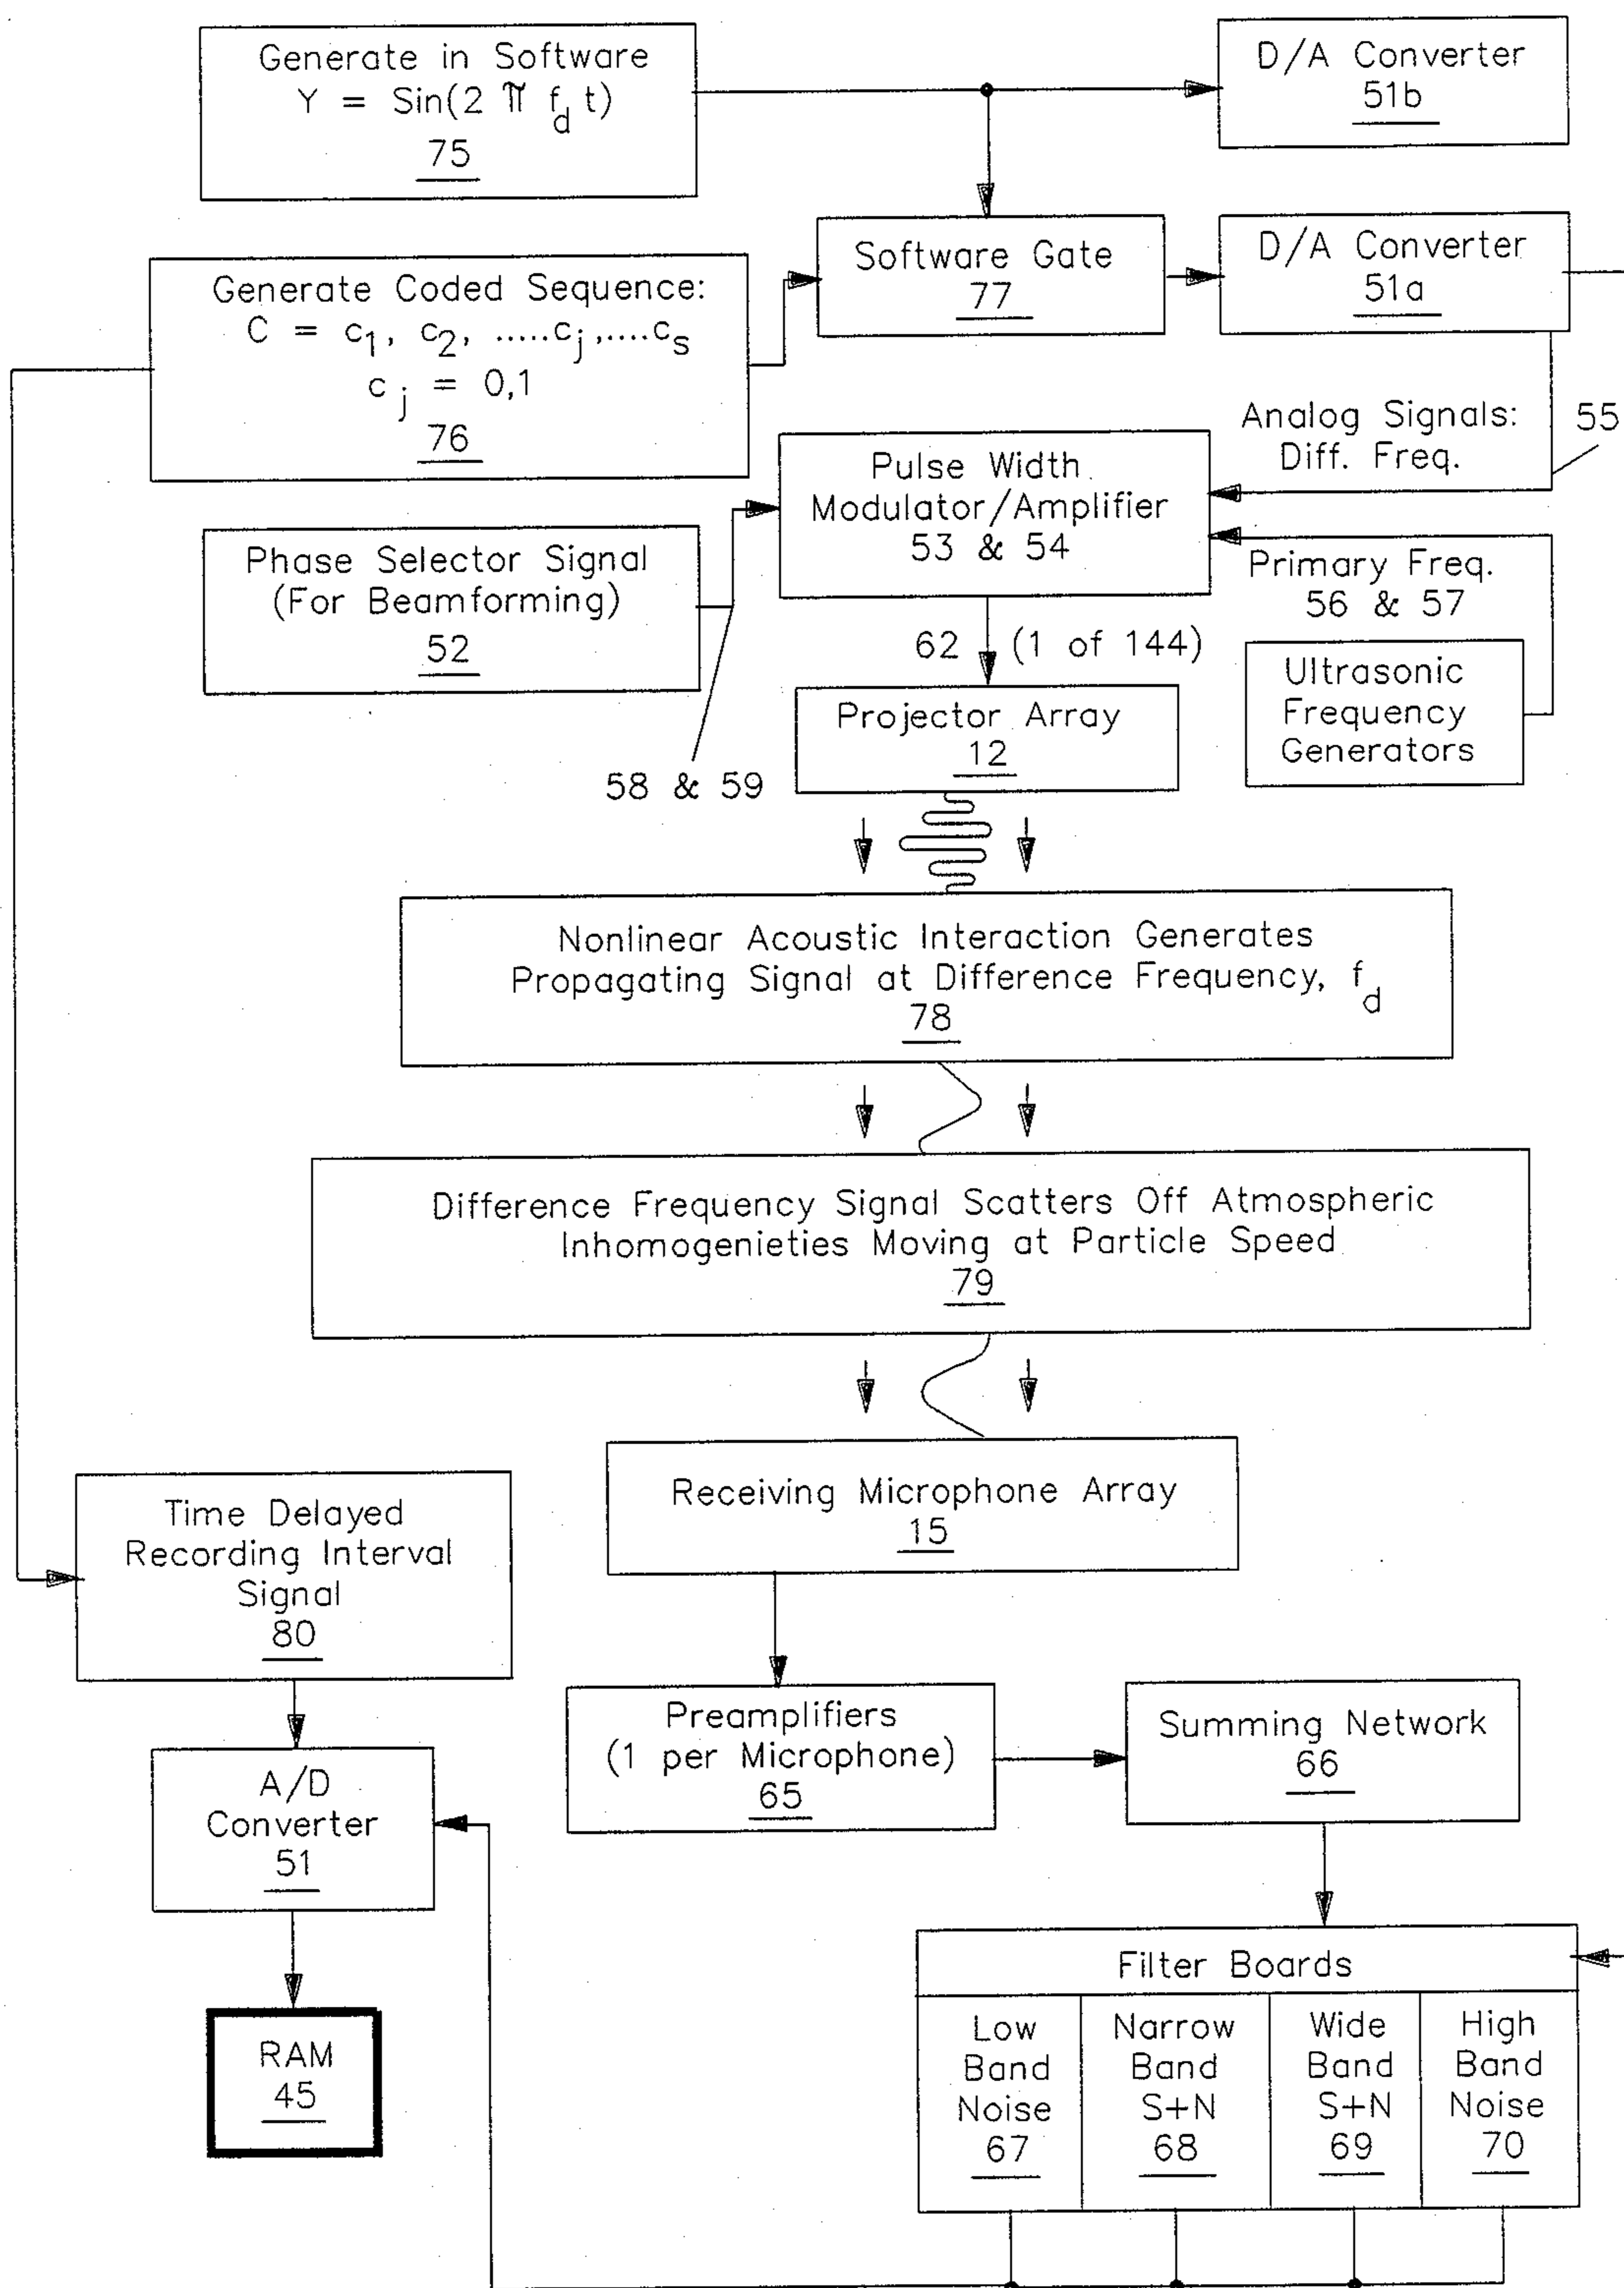 Generate in Software
Y = Sin(2 π f_d t)
75
D/A Converter
51b
Software Gate
77
D/A Converter
51a
Generate Coded Sequence:
C = c_1, c_2, .....c_j,....c_s
c_j = 0,1
76
Analog Signals:
Diff. Freq.
55
Pulse Width
Modulator/Amplifier
53 & 54
Phase Selector Signal
(For Beamforming)
52
Primary Freq.
56 & 57
62 (1 of 144)
Ultrasonic
Frequency
Generators
Projector Array
12
58 & 59
Nonlinear Acoustic Interaction Generates
Propagating Signal at Difference Frequency, f_d
78
Difference Frequency Signal Scatters Off Atmospheric
Inhomogenieties Moving at Particle Speed
79
Receiving Microphone Array
15
Time Delayed
Recording Interval
Signal
80
Preamplifiers
(1 per Microphone)
65
Summing Network
66
A/D
Converter
51
Filter Boards
Low
Band
Noise
67
Narrow
Band
S+N
68
Wide
Band
S+N
69
High
Band
Noise
70
RAM
45